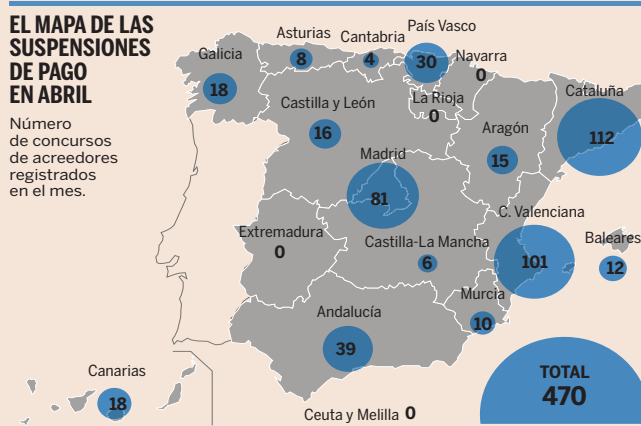 EL MAPA DE LAS
SUSPENSIONES
DE PAGO
EN ABRIL
Número
de concursos
de acreedores
registrados
en el mes.
Galicia
18
Asturias
8
Cantabria
4
País Vasco
30
Navarra
0
La Rioja
0
Cataluña
112
Castilla y León
16
Aragón
15
Madrid
81
C. Valenciana
101
Baleares
12
Extremadura
0
Castilla-La Mancha
6
Murcia
10
Andalucía
39
Canarias
18
Ceuta y Melilla 0
TOTAL
470